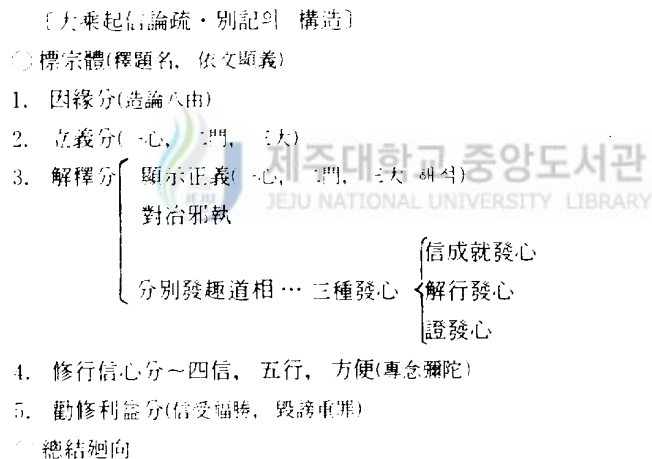 〔大乘起信論疏・別記의 構造〕
○ 標宗體(釋題名, 依文顯義)
1. 因緣分(造論八由)
2. 立義分(一心, 二門, 三大)
3. 解釋分 顯示正義(一心, 二門, 三大 해석)
제주대학교 중앙도서관
JEJU NATIONAL UNIVERSITY LIBRARY
對治邪執
分別發趣道相 … 三種發心
信成就發心
解行發心
證發心
4. 修行信心分~四信, 五行, 方便(專念彌陀)
5. 勸修利益分(信受福勝, 毁謗重罪)
○ 總結廻向